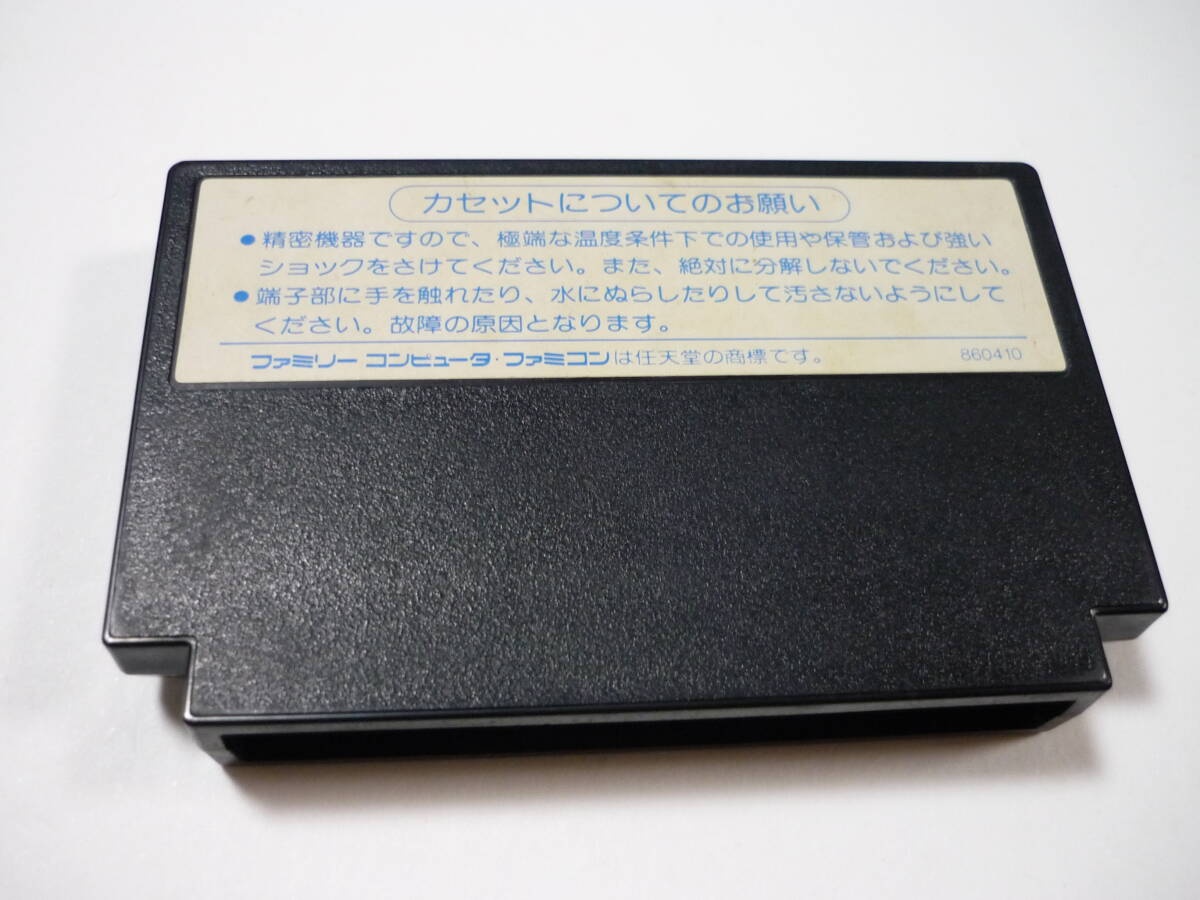 カセットについてのお願い
●精密機器ですので、極端な温度条件下での使用や保管および強い
ショックをさけてください。また、絶対に分解しないでください。
●端子部に手を触れたり、水にぬらしたりして汚さないようにして
ください。故障の原因となります。
ファミリー コンピュータ・ファミコンは任天堂の商標です。 860410